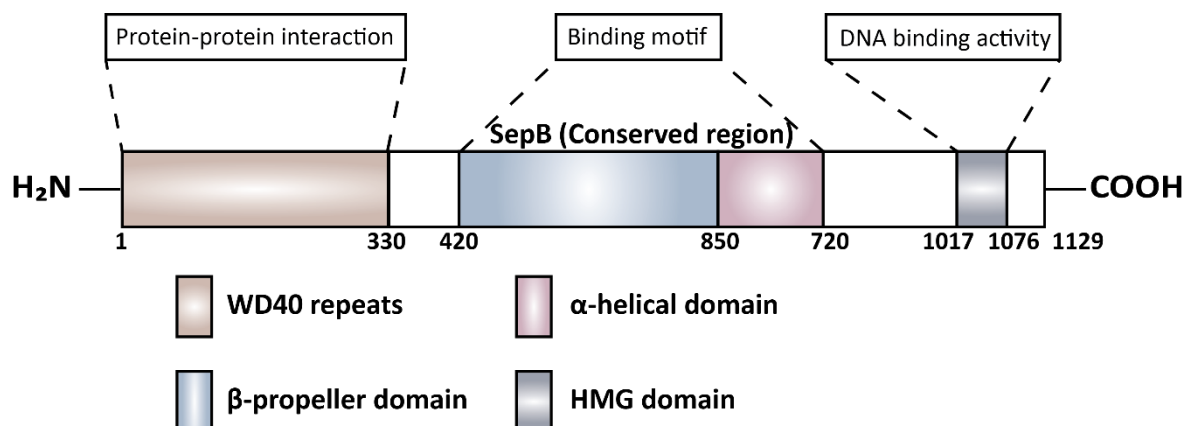 Protein-protein interaction
Binding motif
DNA binding activity
SepB (Conserved region)
H₂N
COOH
1
330
420
850
720
1017
1076
1129
WD40 repeats
α-helical domain
β-propeller domain
HMG domain